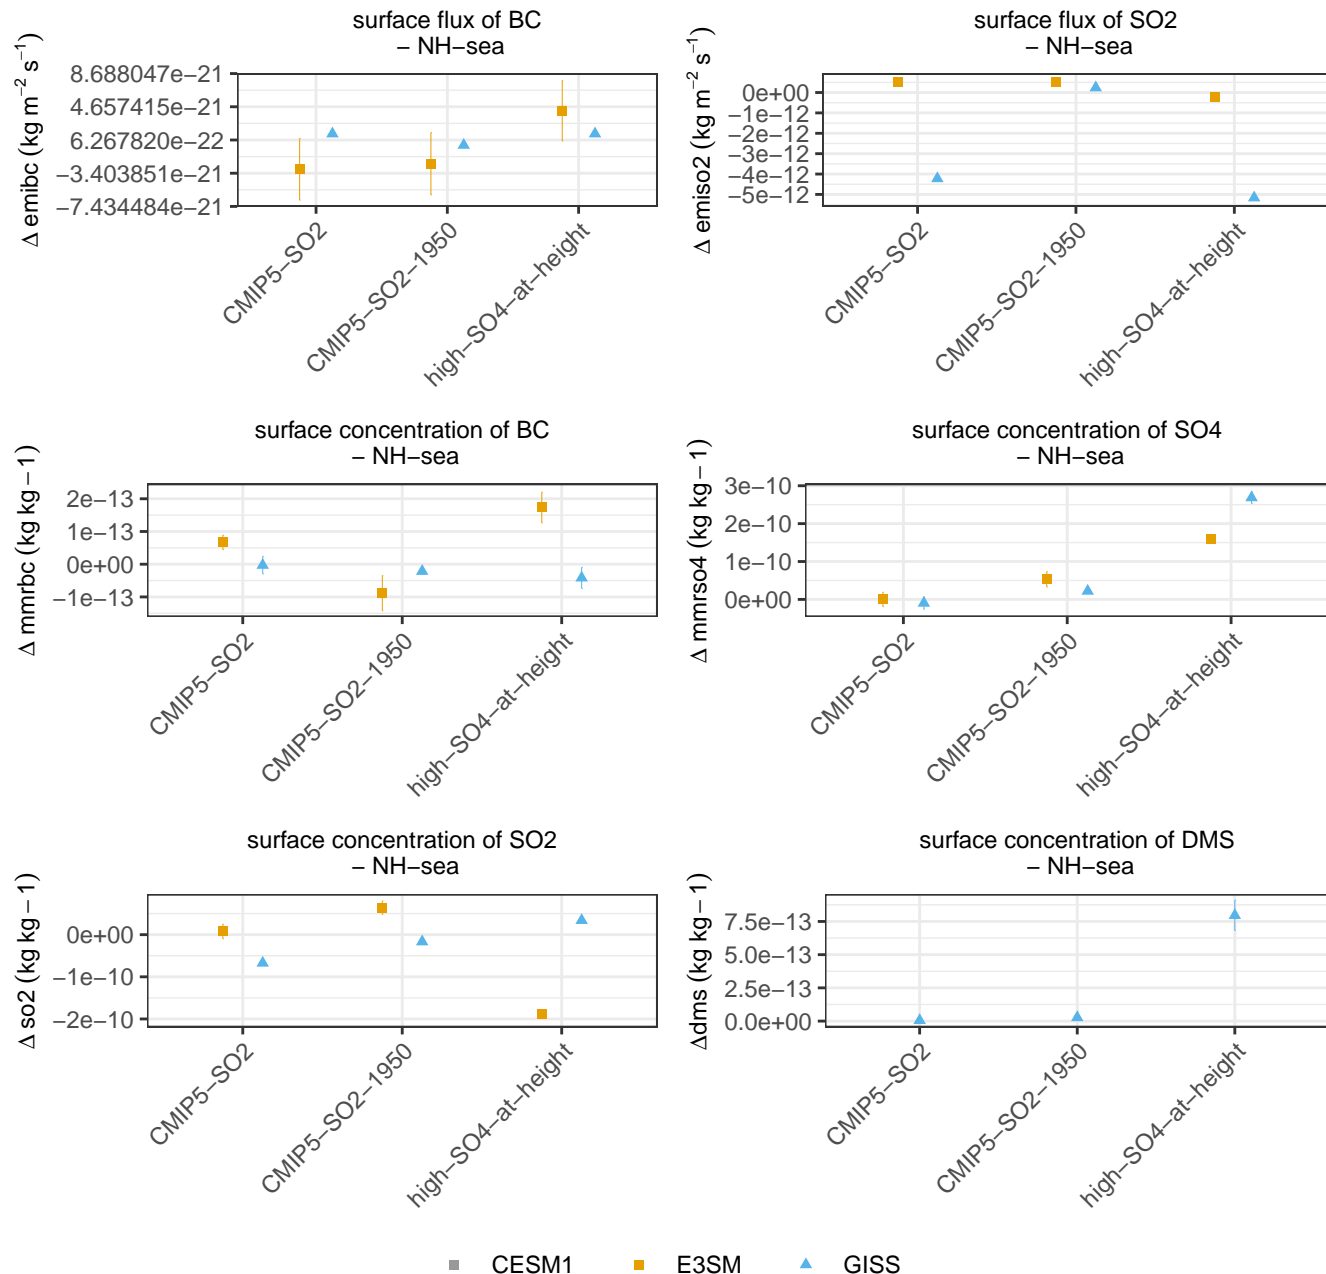 surface flux of BC
– NH−sea
Δ emibc (kg m⁻² s⁻¹)
8.688047e−21
4.657415e−21
6.267820e−22
−3.403851e−21
−7.434484e−21
CMIP5−SO2
CMIP5−SO2−1950
high−SO4−at−height
surface flux of SO2
– NH−sea
Δ emiso2 (kg m⁻² s⁻¹)
0e+00
−1e−12
−2e−12
−3e−12
−4e−12
−5e−12
CMIP5−SO2
CMIP5−SO2−1950
high−SO4−at−height
surface concentration of BC
– NH−sea
Δ mmrbc (kg kg−1)
2e−13
1e−13
0e+00
−1e−13
CMIP5−SO2
CMIP5−SO2−1950
high−SO4−at−height
surface concentration of SO4
– NH−sea
Δ mmrso4 (kg kg−1)
3e−10
2e−10
1e−10
0e+00
CMIP5−SO2
CMIP5−SO2−1950
high−SO4−at−height
surface concentration of SO2
– NH−sea
Δ so2 (kg kg−1)
0e+00
−1e−10
−2e−10
CMIP5−SO2
CMIP5−SO2−1950
high−SO4−at−height
surface concentration of DMS
– NH−sea
Δdms (kg kg−1)
7.5e−13
5.0e−13
2.5e−13
0.0e+00
CMIP5−SO2
CMIP5−SO2−1950
high−SO4−at−height
CESM1 E3SM GISS